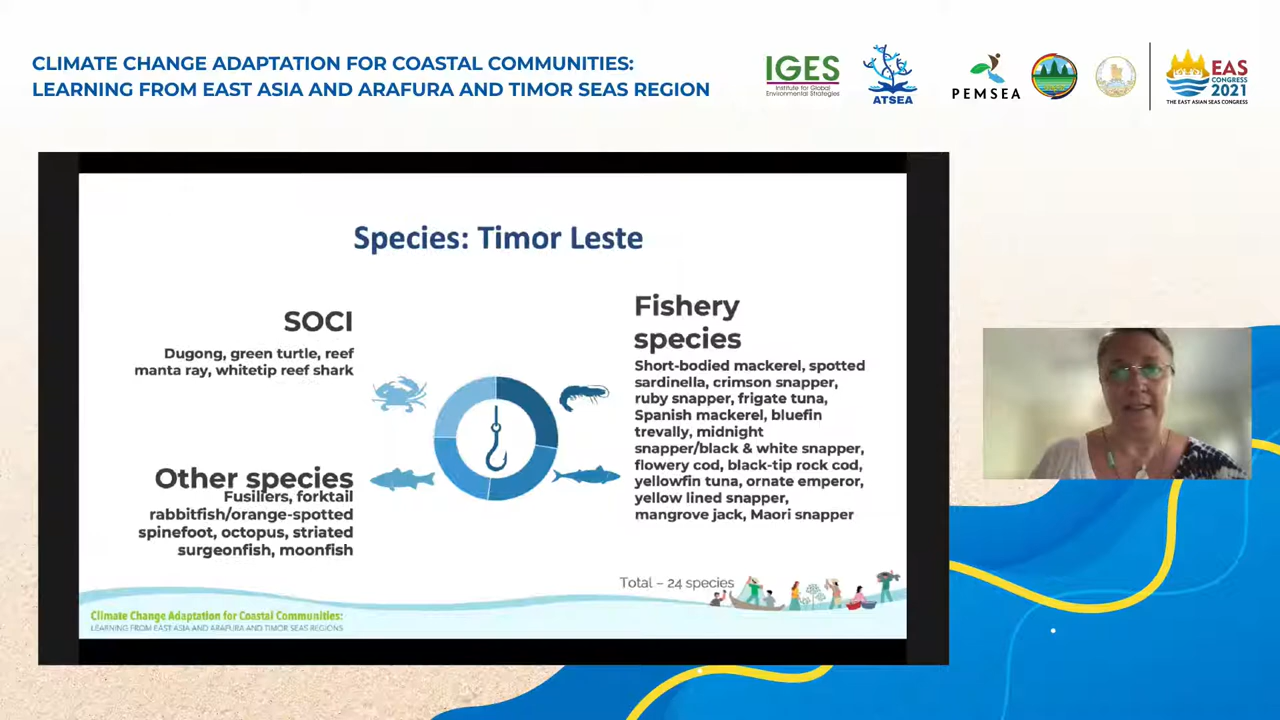 CLIMATE CHANGE ADAPTATION FOR COASTAL COMMUNITIES:
LEARNING FROM EAST ASIA AND ARAFURA AND TIMOR SEAS REGION
IGES
Institute for Global
Environmental Strategies
ATSEA
PEMSEA
EAS
CONGRESS
2021
THE EAST ASIAN SEAS CONGRESS
Species: Timor Leste
SOCI
Dugong, green turtle, reef
manta ray, whitetip reef shark
Other species
Fusiliers, forktail
rabbitfish/orange-spotted
spinefoot, octopus, striated
surgeonfish, moonfish
Fishery
species
Short-bodied mackerel, spotted
sardinella, crimson snapper,
ruby snapper, frigate tuna,
Spanish mackerel, bluefin
trevally, midnight
snapper/black & white snapper,
flowery cod, black-tip rock cod,
yellowfin tuna, ornate emperor,
yellow lined snapper,
mangrove jack, Maori snapper
Total – 24 species
Climate Change Adaptation for Coastal Communities:
LEARNING FROM EAST ASIA AND ARAFURA AND TIMOR SEAS REGIONS